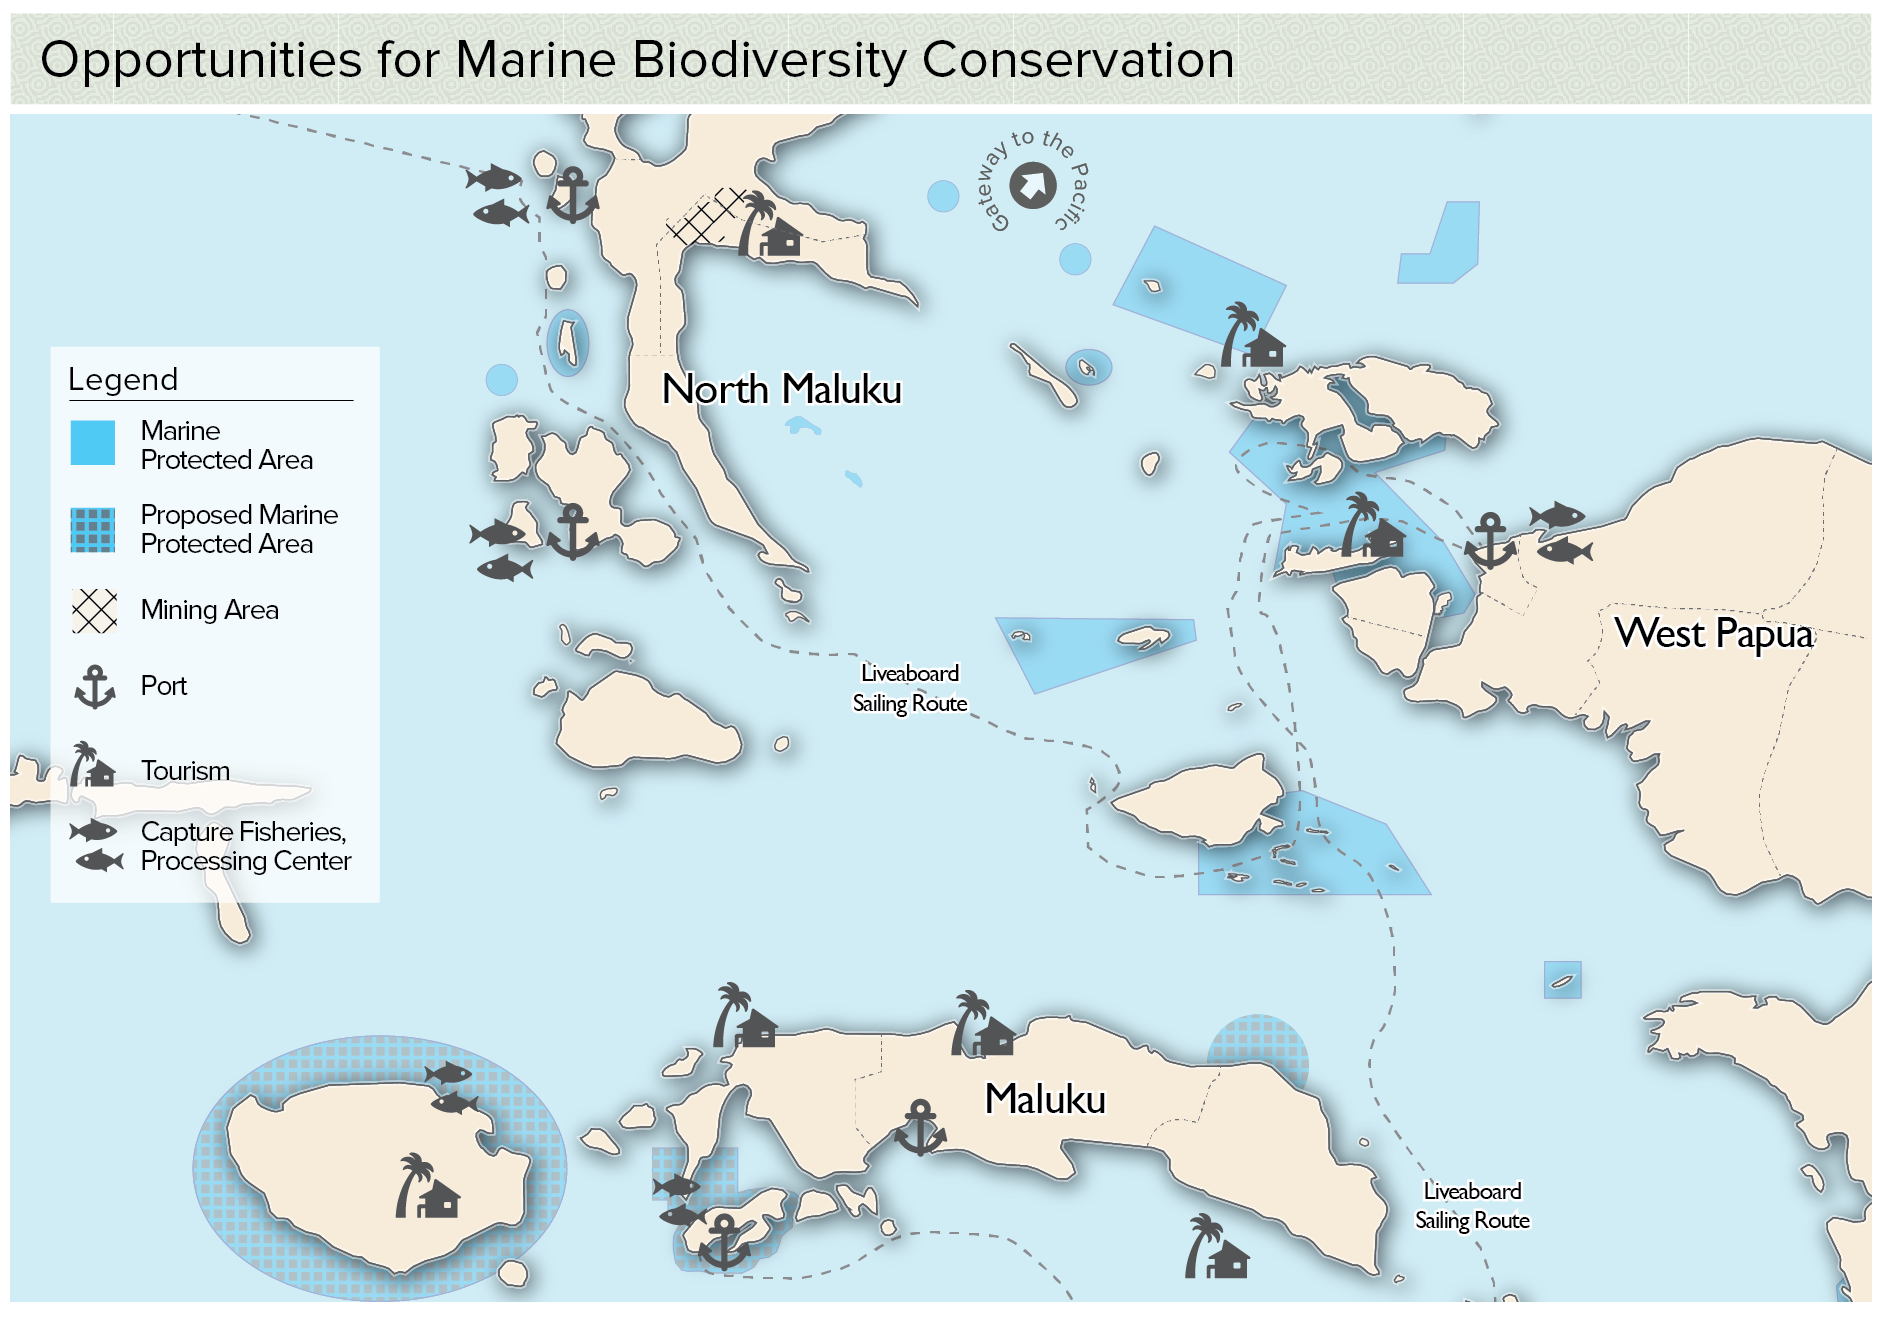 Opportunities for Marine Biodiversity Conservation
Gateway to the Pacific
North Maluku
Legend
Marine
Protected Area
Proposed Marine
Protected Area
Mining Area
Port
Tourism
Capture Fisheries,
Processing Center
West Papua
Liveaboard
Sailing Route
Maluku
Liveaboard
Sailing Route